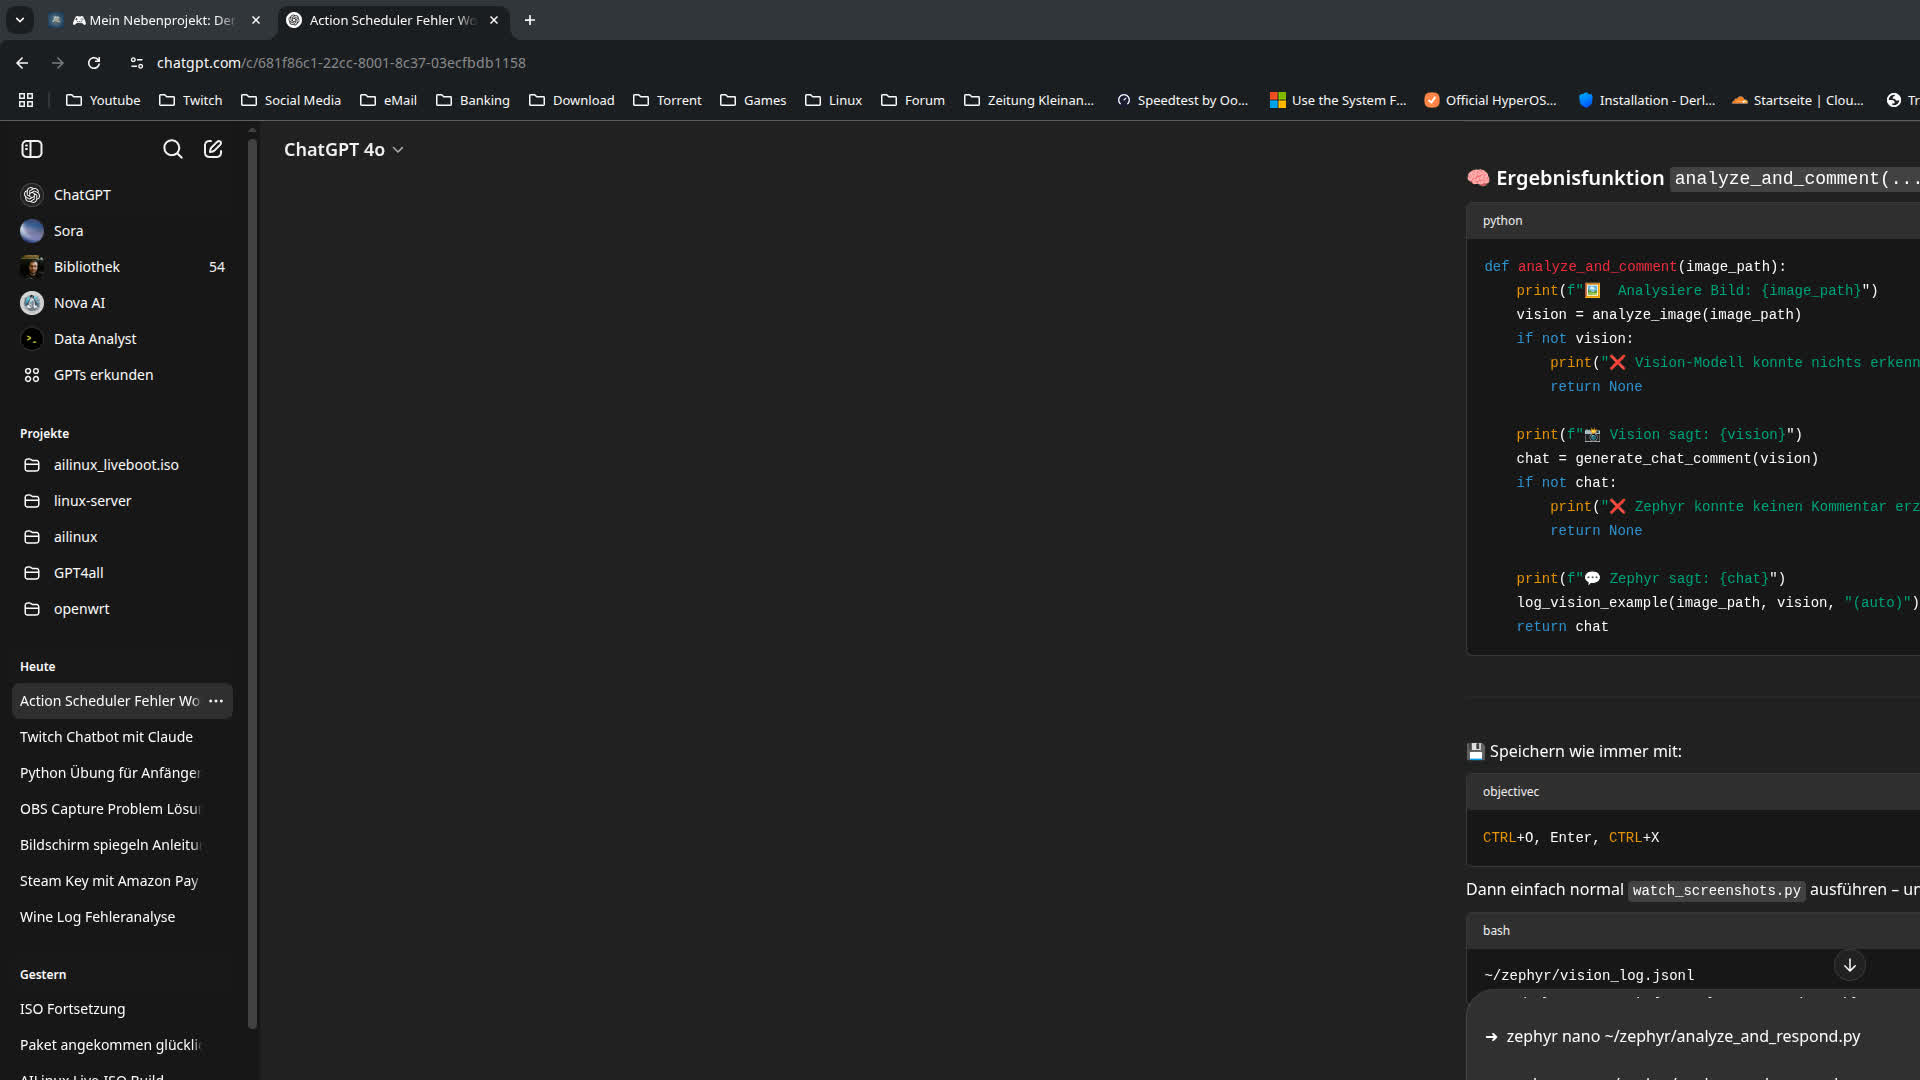 🎮 Mein Nebenprojekt: De
Action Scheduler Fehler Wo
chatgpt.com/c/681f86c1-22cc-8001-8c37-03ecfbdb1158
Youtube
Twitch
Social Media
eMail
Banking
Download
Torrent
Games
Linux
Forum
Zeitung Kleinan...
Speedtest by Oo...
Use the System F...
Official HyperOS...
Installation - Derl...
Startseite | Clou...
Tr
ChatGPT 4o
ChatGPT
Sora
Bibliothek 54
Nova AI
Data Analyst
GPTs erkunden
Projekte
ailinux_liveboot.iso
linux-server
ailinux
GPT4all
openwrt
Heute
Action Scheduler Fehler Wo
Twitch Chatbot mit Claude
Python Übung für Anfänger
OBS Capture Problem Lösu
Bildschirm spiegeln Anleitu
Steam Key mit Amazon Pay
Wine Log Fehleranalyse
Gestern
ISO Fortsetzung
Paket angekommen glückli
AILinux Live ISO Build
🧠 Ergebnisfunktion analyze_and_comment(...
python
def analyze_and_comment(image_path):
    print(f"🖼️  Analysiere Bild: {image_path}")
    vision = analyze_image(image_path)
    if not vision:
        print("❌ Vision-Modell konnte nichts erkenn
        return None

    print(f"📸 Vision sagt: {vision}")
    chat = generate_chat_comment(vision)
    if not chat:
        print("❌ Zephyr konnte keinen Kommentar erz
        return None

    print(f"💬 Zephyr sagt: {chat}")
    log_vision_example(image_path, vision, "(auto)")
    return chat
💾 Speichern wie immer mit:
objectivec
CTRL+O, Enter, CTRL+X
Dann einfach normal watch_screenshots.py ausführen – un
bash
~/zephyr/vision_log.jsonl
➜ zephyr nano ~/zephyr/analyze_and_respond.py